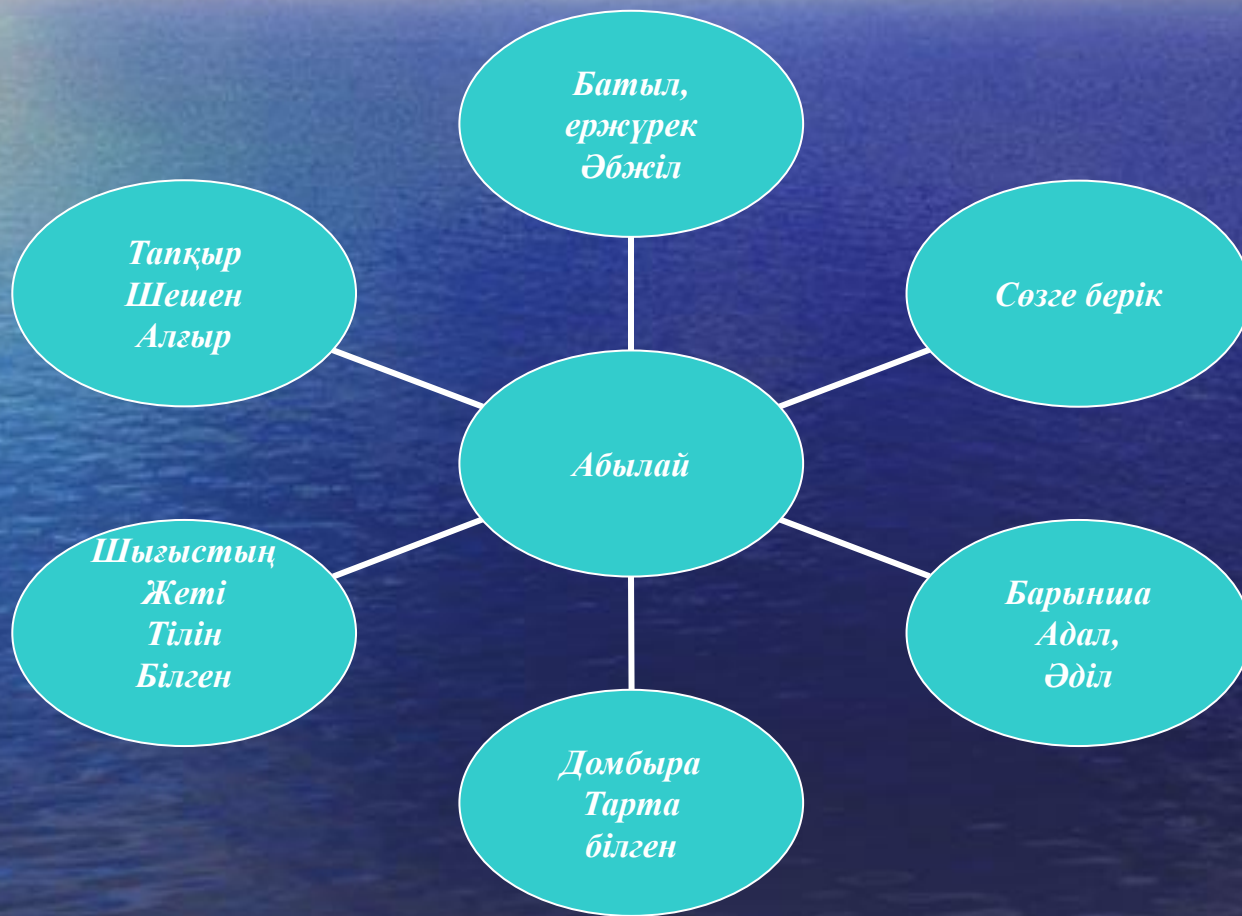 Батыл,
ержүрек
Әбжіл
Тапқыр
Шешен
Алғыр
Сөзге берік
Абылай
Шығыстың
Жеті
Тілін
Білген
Барынша
Адал,
Әділ
Домбыра
Тарта
білген